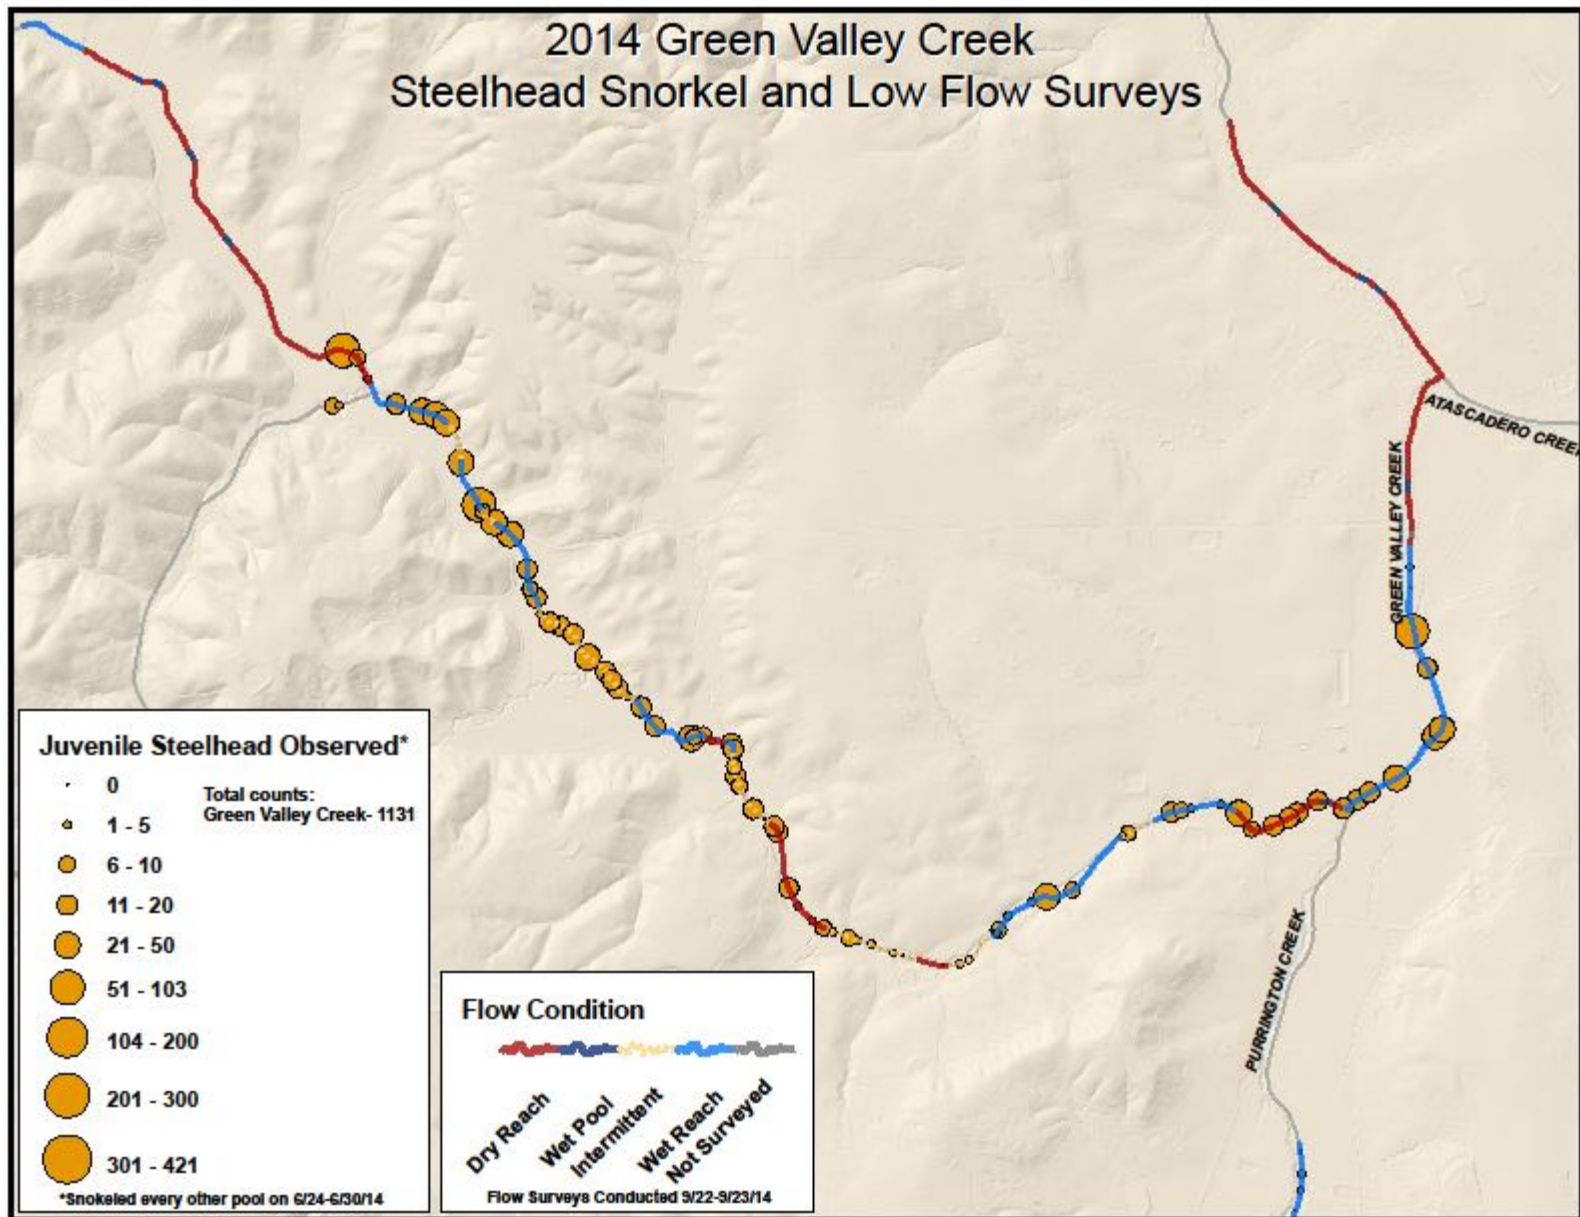 2014 Green Valley Creek
Steelhead Snorkel and Low Flow Surveys
ATASCADERO CREEK
GREEN VALLEY CREEK
PURRINGTON CREEK
Juvenile Steelhead Observed*
0
1 - 5
6 - 10
11 - 20
21 - 50
51 - 103
104 - 200
201 - 300
301 - 421
Total counts:
Green Valley Creek- 1131
*Snokeled every other pool on 6/24-6/30/14
Flow Condition
Dry Reach
Wet Pool
Intermittent
Wet Reach
Not Surveyed
Flow Surveys Conducted 9/22-9/23/14